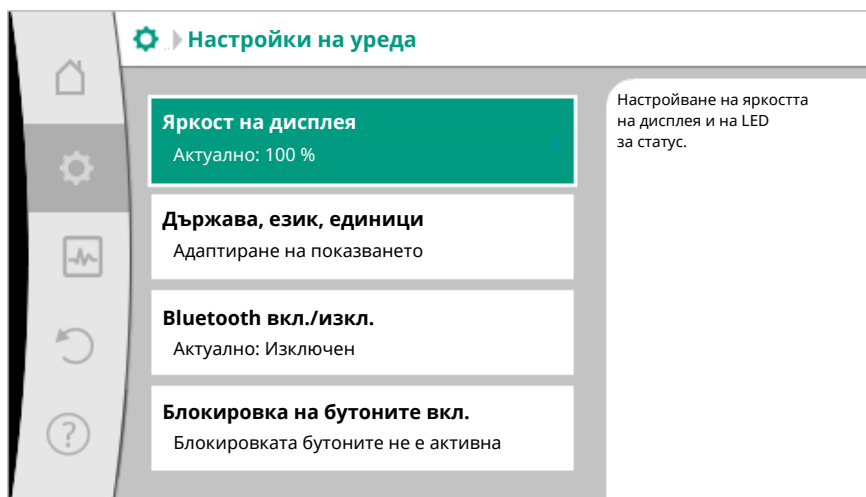 Настройки на уреда
Яркост на дисплея
Актуално: 100 %
Държава, език, единици
Адаптиране на показването
Bluetooth вкл./изкл.
Актуално: Изключен
Блокировка на бутоните вкл.
Блокировката бутоните не е активна
Настройване на яркостта
на дисплея и на LED
за статус.